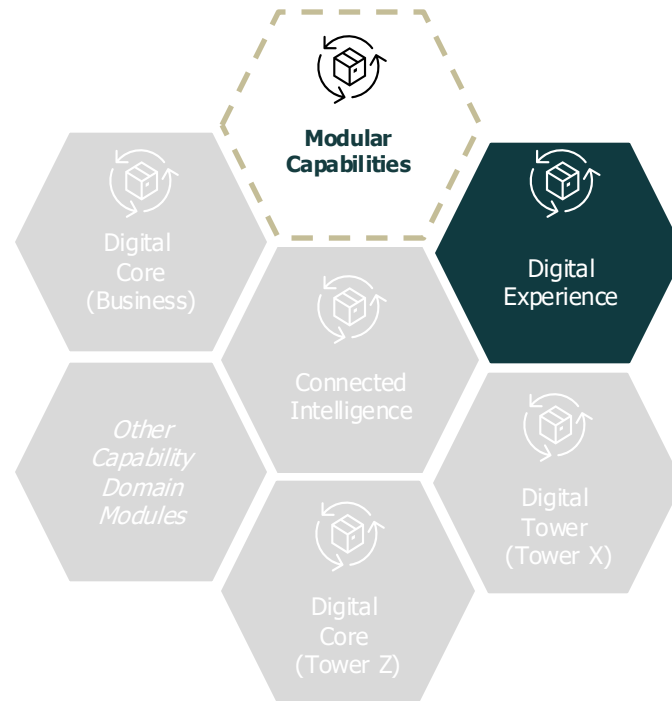 Modular
Capabilities
Digital
Core
(Business)
Digital
Experience
Connected
Intelligence
Other
Capability
Domain
Modules
Digital
Tower
(Tower X)
Digital
Core
(Tower Z)